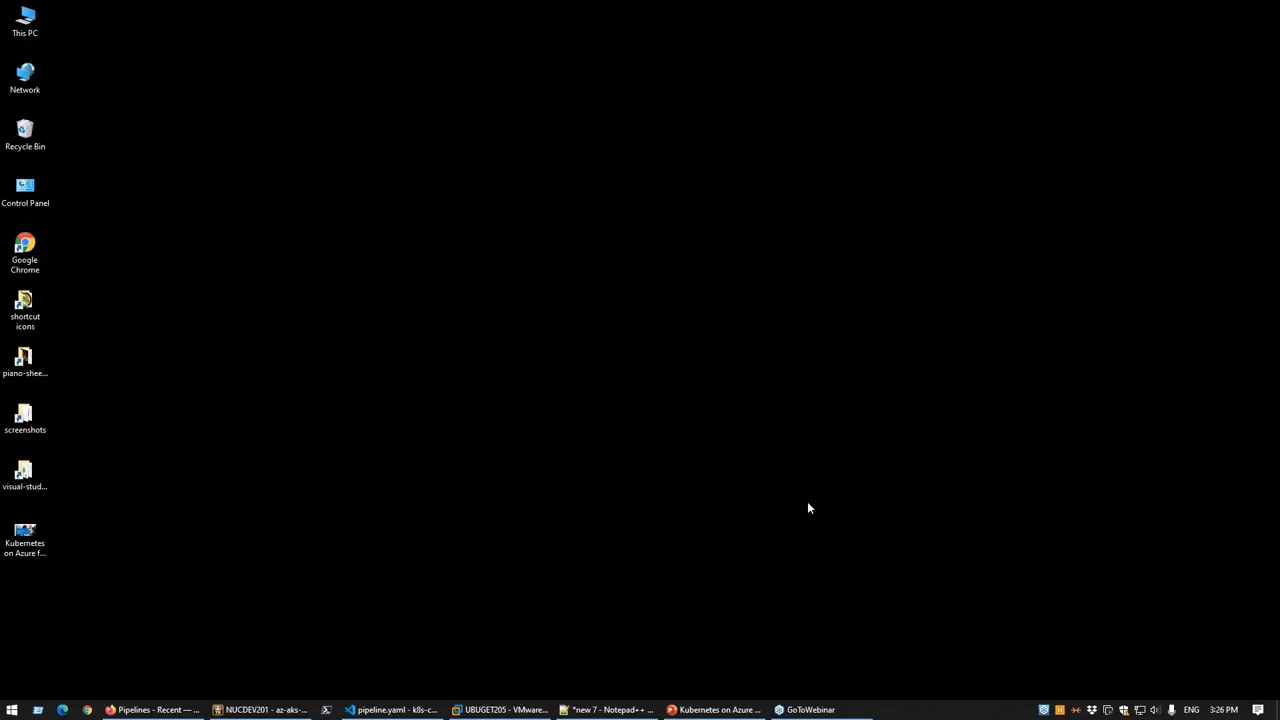 This PC
Network
Recycle Bin
Control Panel
Google
Chrome
shortcut
icons
piano-shee...
screenshots
visual-stud...
Kubernetes
on Azure f...
Pipelines - Recent — ...
NUCDEV201 - az-aks-...
pipeline.yaml - k8s-c...
UBUGET205 - VMware...
*new 7 - Notepad++ ...
Kubernetes on Azure ...
GoToWebinar
ENG
3:26 PM